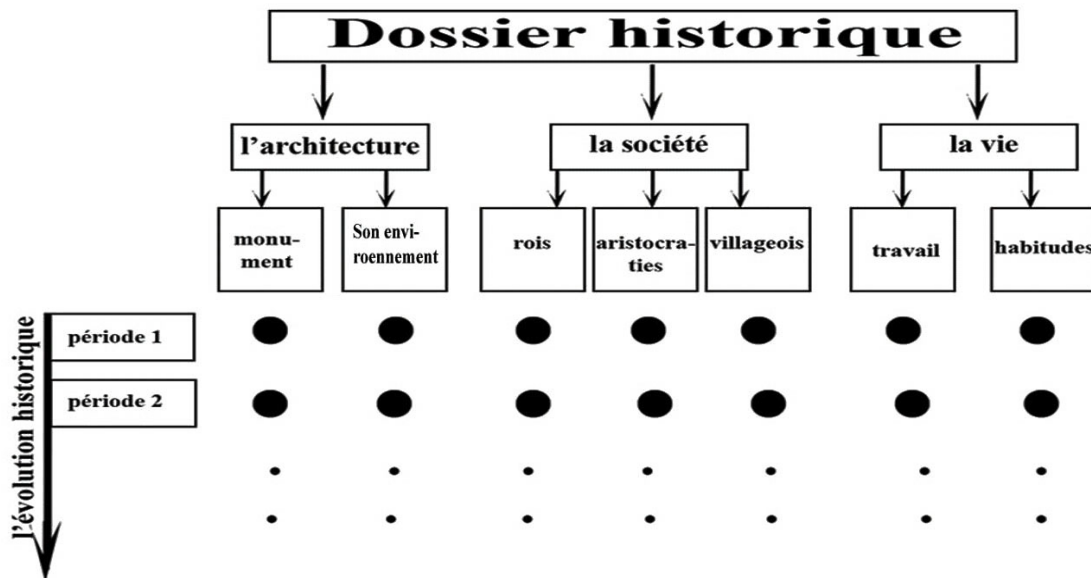 Dossier historique
l'architecture
la société
la vie
monu-
ment
Son envi-
roennement
rois
aristocra-
ties
villageois
travail
habitudes
l'évolution historique
période 1
période 2